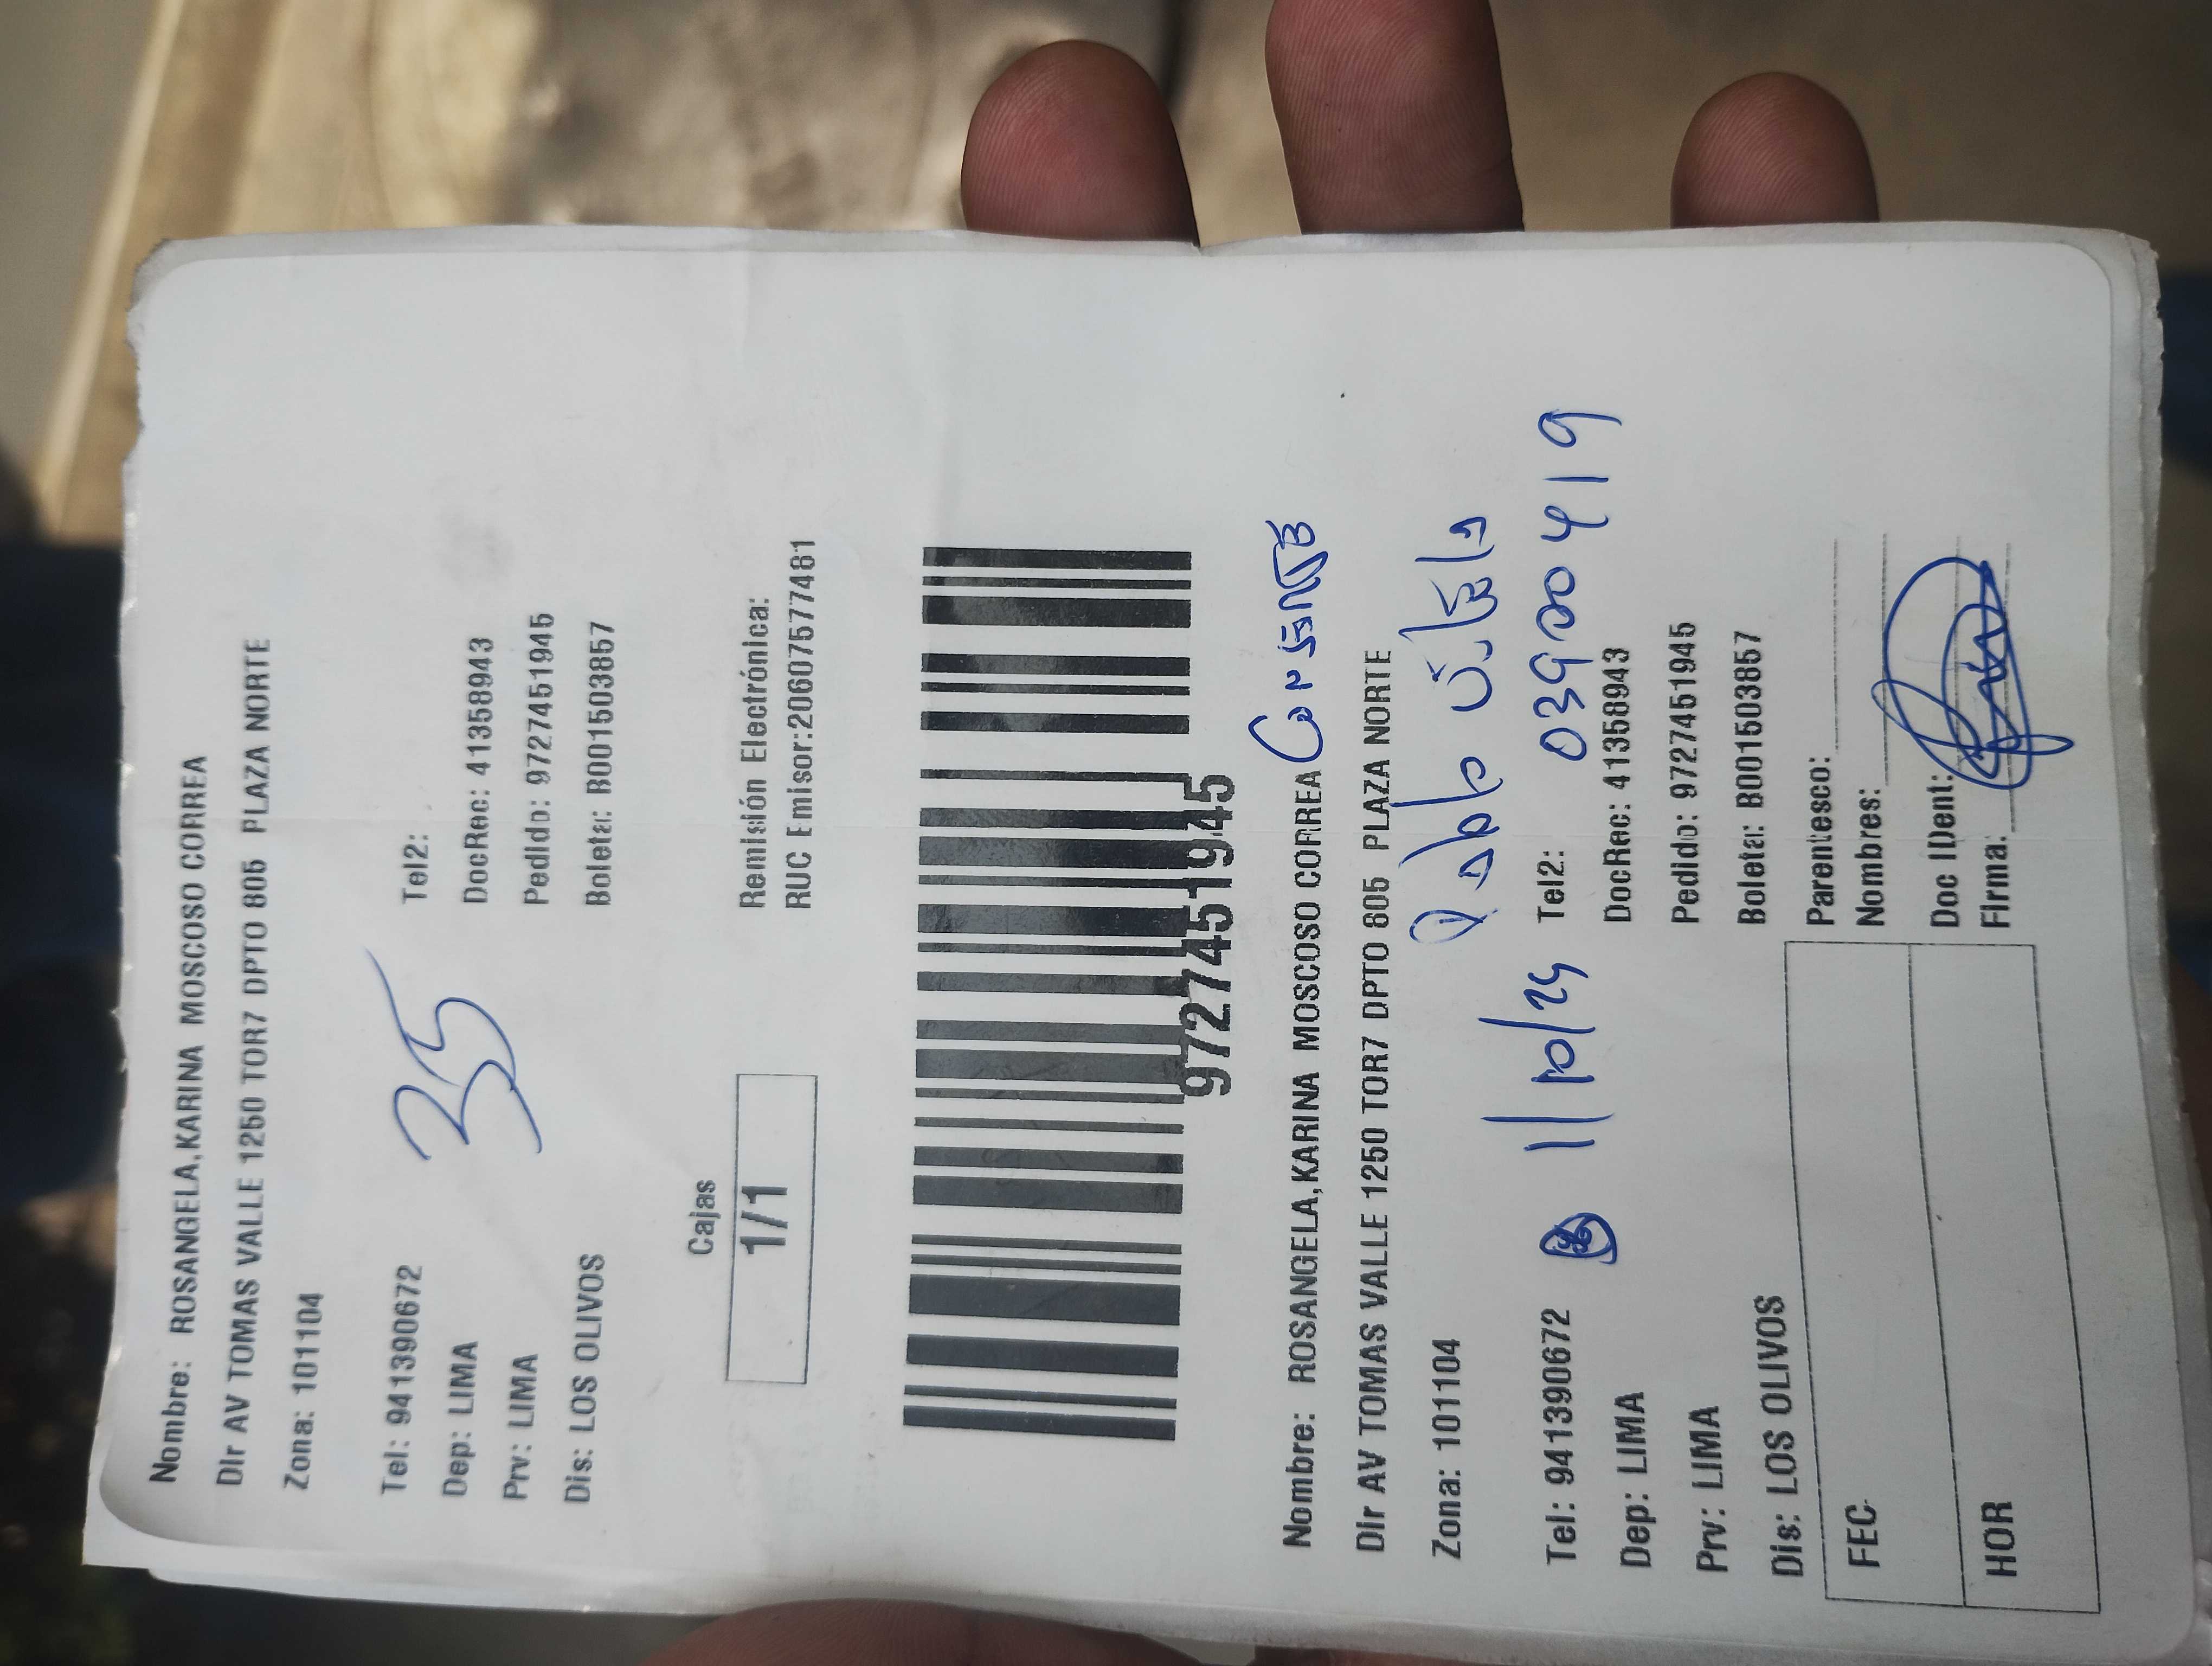 Nombre: ROSANGELA,KARINA MOSCOSO CORREA
Dir AV TOMAS VALLE 1250 TOR7 DPTO 805 PLAZA NORTE
Zona: 101104
35
Tel: 941390672 Tel2:
Dep: LIMA DocRec: 41358943
Prv: LIMA Pedido: 9727451945
Dis: LOS OLIVOS Boleta: B001503857
Cajas
1/1
Remisión Electrónica:
RUC Emisor:20607577481
9727451945
Nombre: ROSANGELA,KARINA MOSCOSO CORREA
Dir AV TOMAS VALLE 1250 TOR7 DPTO 805 PLAZA NORTE
Pablo
Zona: 101104
11/10/24
Tel: 941390672 Tel2:
Dep: LIMA DocRec: 41358943
Prv: LIMA Pedido: 9727451945
Dis: LOS OLIVOS Boleta: B001503857
FEC
HOR
Parentesco:
Nombres:
Doc IDent:
Firma: